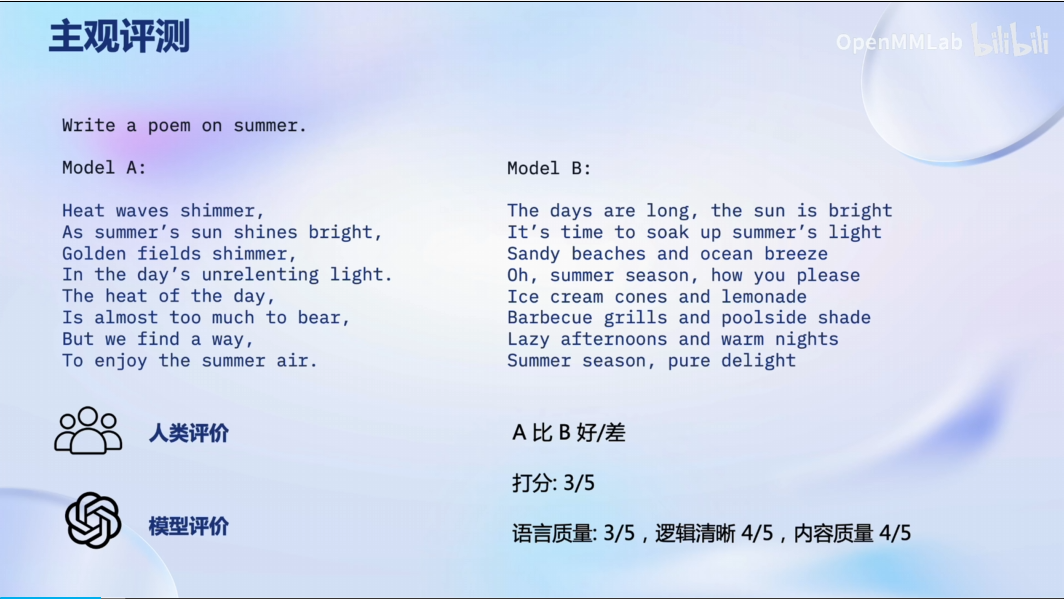 主观评测
OpenMMLab bilibili
Write a poem on summer.
Model A:
Heat waves shimmer,
As summer’s sun shines bright,
Golden fields shimmer,
In the day’s unrelenting light.
The heat of the day,
Is almost too much to bear,
But we find a way,
To enjoy the summer air.
Model B:
The days are long, the sun is bright
It’s time to soak up summer’s light
Sandy beaches and ocean breeze
Oh, summer season, how you please
Ice cream cones and lemonade
Barbecue grills and poolside shade
Lazy afternoons and warm nights
Summer season, pure delight
人类评价
模型评价
A 比 B 好/差
打分: 3/5
语言质量: 3/5，逻辑清晰 4/5，内容质量 4/5